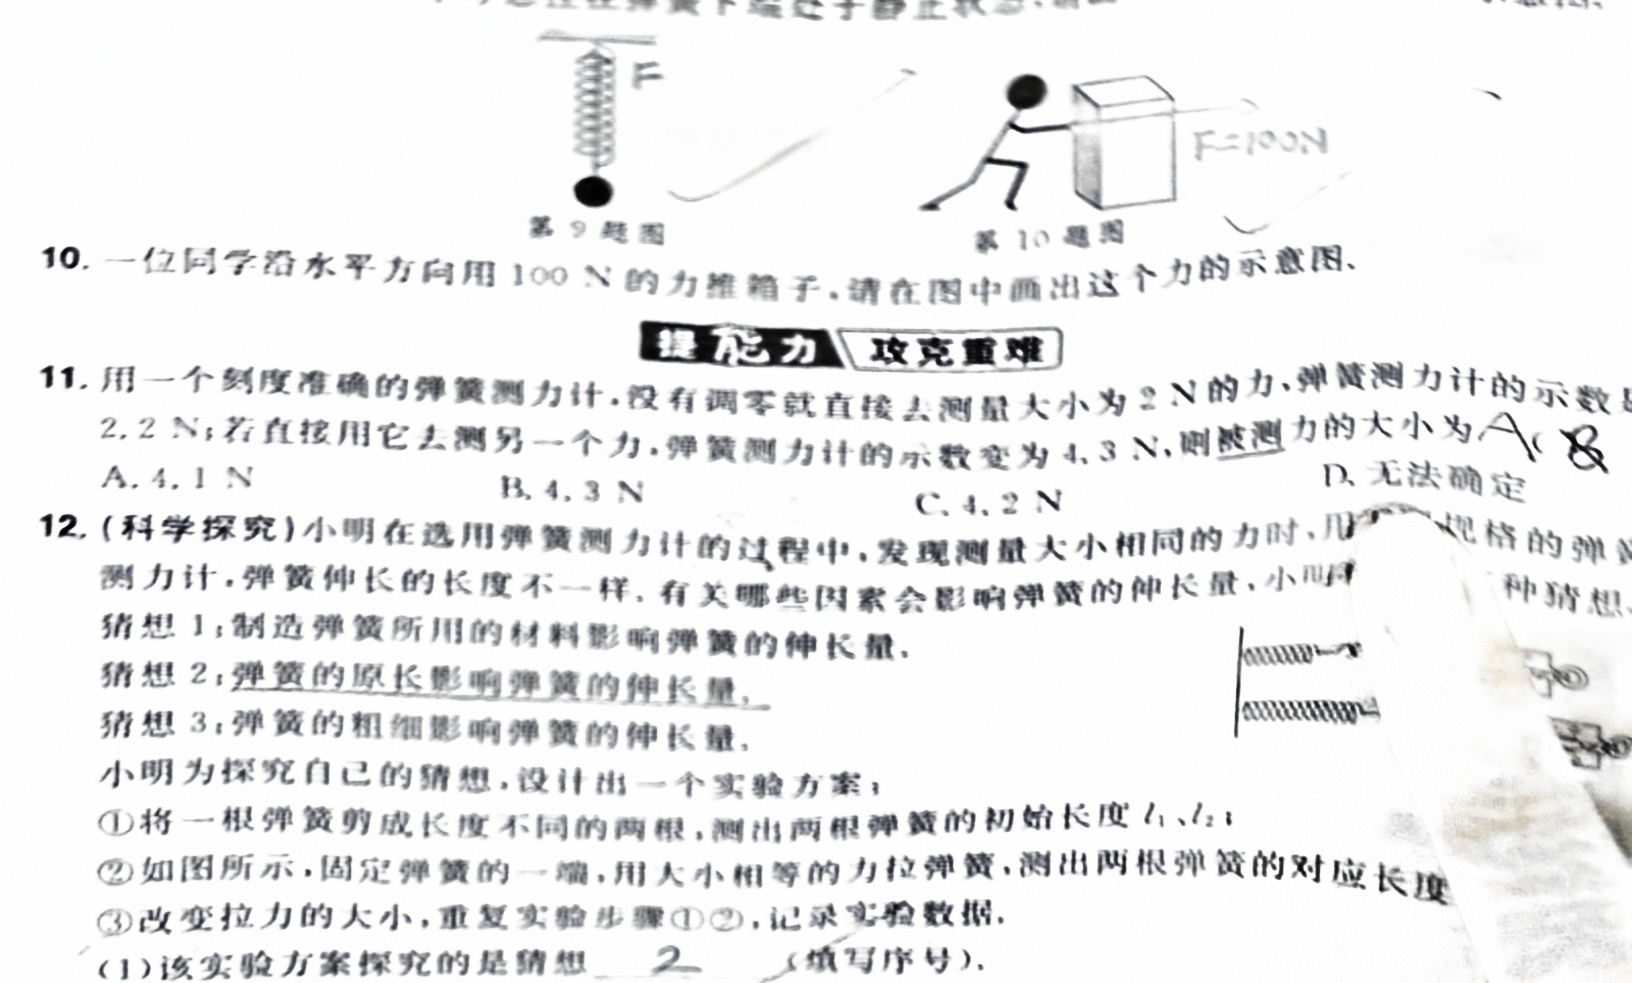 弹簧下端处于静止状态,请
F
F=100N
第 9 题图
第 10 题图
10. 一位同学沿水平方向用 100 N 的力推箱子,请在图中画出这个力的示意图.
提能力 攻克重难
11. 用一个刻度准确的弹簧测力计,没有调零就直接去测量大小为 2 N 的力,弹簧测力计的示数是
2.2 N;若直接用它去测另一个力,弹簧测力计的示数变为 4.3 N,则被测力的大小为 A(
A. 4.1 N B. 4.3 N C. 4.2 N D. 无法确定
12. (科学探究)小明在选用弹簧测力计的过程中,发现测量大小相同的力时,用 规格的弹簧
测力计,弹簧伸长的长度不一样.有关哪些因素会影响弹簧的伸长量,小明 种猜想.
猜想 1:制造弹簧所用的材料影响弹簧的伸长量.
猜想 2:弹簧的原长影响弹簧的伸长量.
猜想 3:弹簧的粗细影响弹簧的伸长量.
小明为探究自己的猜想,设计出一个实验方案:
①将一根弹簧剪成长度不同的两根,测出两根弹簧的初始长度 l₁、l₂;
②如图所示,固定弹簧的一端,用大小相等的力拉弹簧,测出两根弹簧的对应长度
③改变拉力的大小,重复实验步骤①②,记录实验数据.
(1)该实验方案探究的是猜想 2 (填写序号).